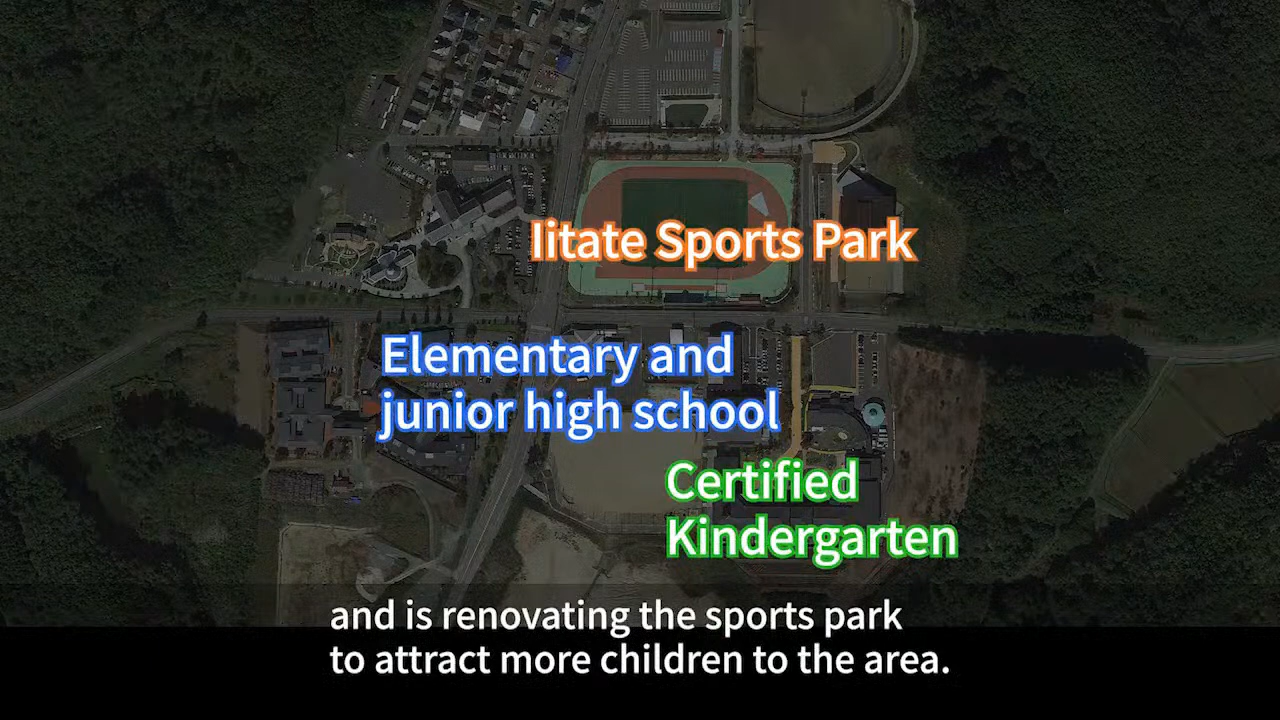 Iitate Sports Park
Elementary and
junior high school
Certified
Kindergarten
and is renovating the sports park
to attract more children to the area.